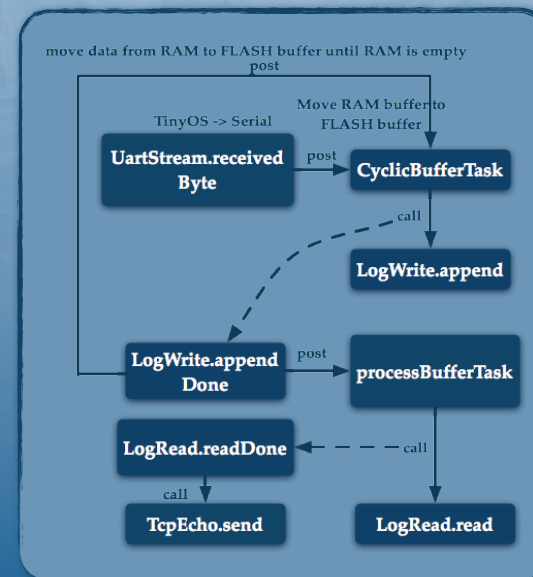 move data from RAM to FLASH buffer until RAM is empty
post
TinyOS -> Serial
Move RAM buffer to
FLASH buffer
UartStream.received
Byte
post
CyclicBufferTask
call
LogWrite.append
LogWrite.append
Done
post
processBufferTask
LogRead.readDone
call
call
TcpEcho.send
LogRead.read